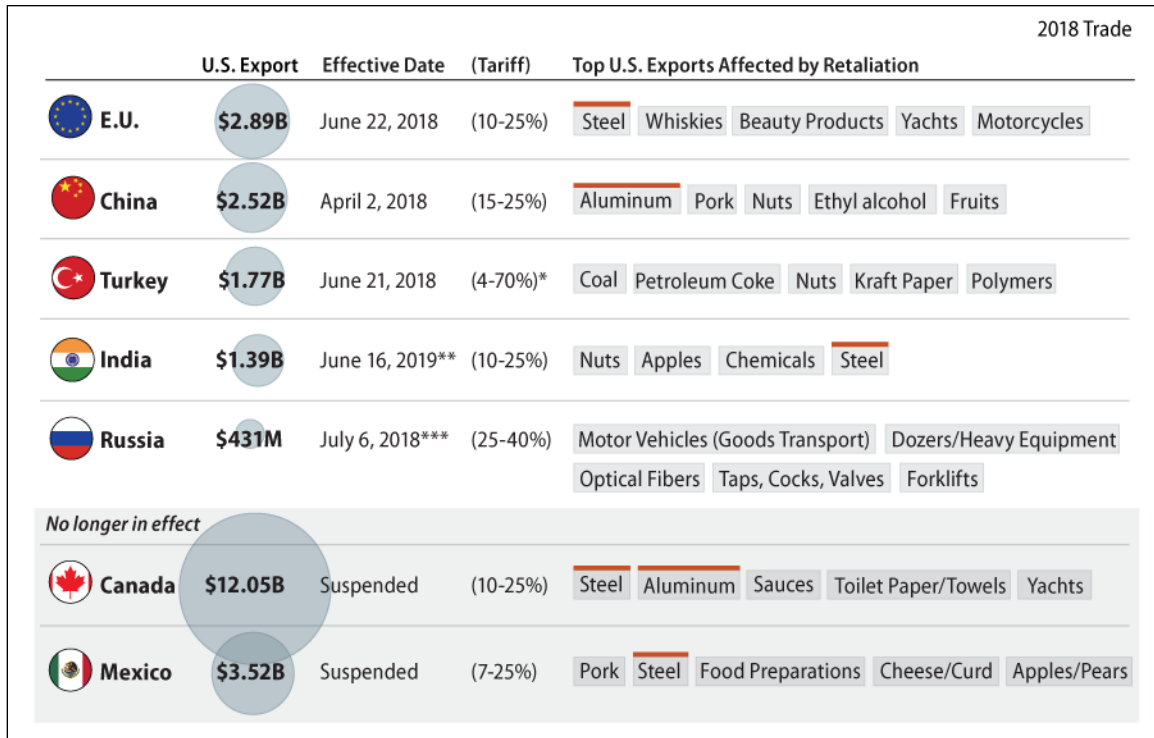 2018 Trade
U.S. Export Effective Date (Tariff) Top U.S. Exports Affected by Retaliation
E.U. $2.89B June 22, 2018 (10-25%) Steel Whiskies Beauty Products Yachts Motorcycles
China $2.52B April 2, 2018 (15-25%) Aluminum Pork Nuts Ethyl alcohol Fruits
Turkey $1.77B June 21, 2018 (4-70%)* Coal Petroleum Coke Nuts Kraft Paper Polymers
India $1.39B June 16, 2019** (10-25%) Nuts Apples Chemicals Steel
Russia $431M July 6, 2018*** (25-40%) Motor Vehicles (Goods Transport) Dozers/Heavy Equipment
Optical Fibers Taps, Cocks, Valves Forklifts
No longer in effect
Canada $12.05B Suspended (10-25%) Steel Aluminum Sauces Toilet Paper/Towels Yachts
Mexico $3.52B Suspended (7-25%) Pork Steel Food Preparations Cheese/Curd Apples/Pears